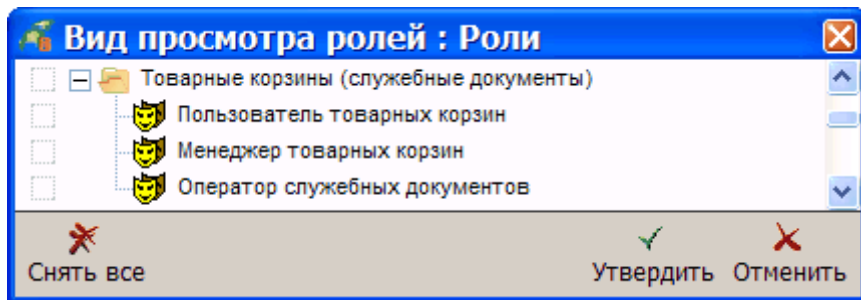 Вид просмотра ролей : Роли
Товарные корзины (служебные документы)
Пользователь товарных корзин
Менеджер товарных корзин
Оператор служебных документов
Снять все Утвердить Отменить